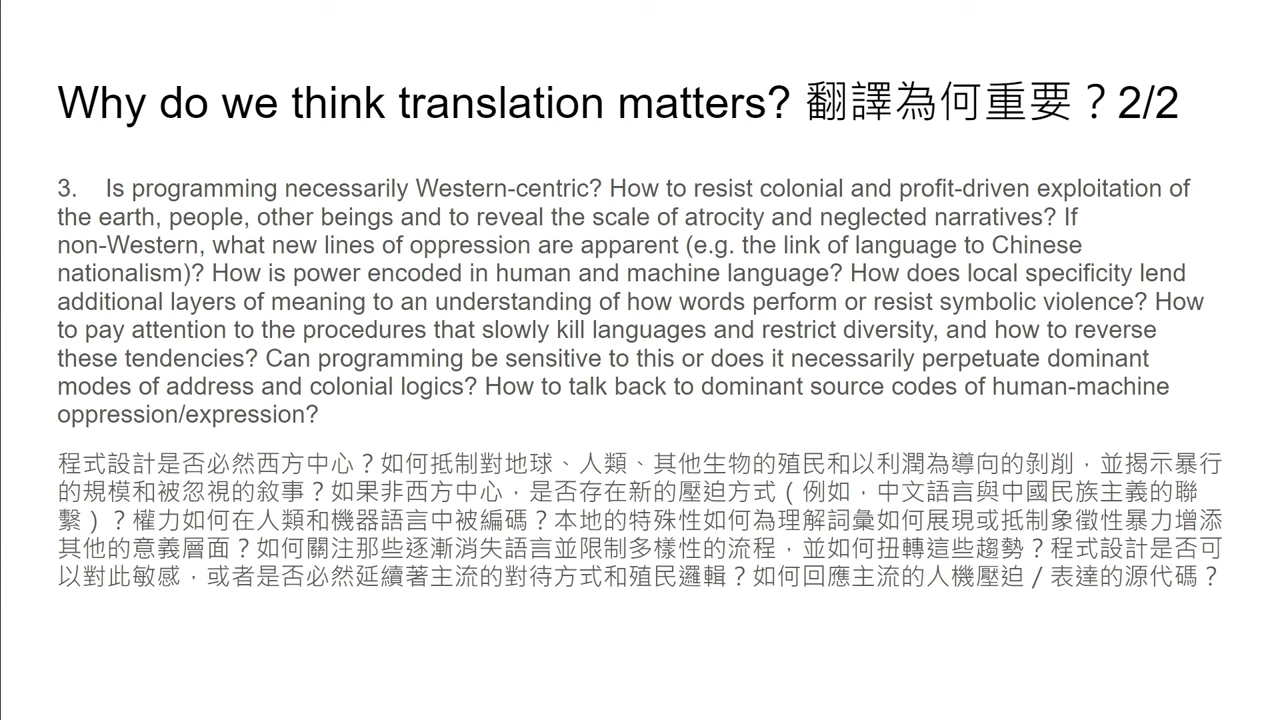 Why do we think translation matters? 翻譯為何重要？2/2
3. Is programming necessarily Western-centric? How to resist colonial and profit-driven exploitation of
the earth, people, other beings and to reveal the scale of atrocity and neglected narratives? If
non-Western, what new lines of oppression are apparent (e.g. the link of language to Chinese
nationalism)? How is power encoded in human and machine language? How does local specificity lend
additional layers of meaning to an understanding of how words perform or resist symbolic violence? How
to pay attention to the procedures that slowly kill languages and restrict diversity, and how to reverse
these tendencies? Can programming be sensitive to this or does it necessarily perpetuate dominant
modes of address and colonial logics? How to talk back to dominant source codes of human-machine
oppression/expression?
程式設計是否必然西方中心？如何抵制對地球、人類、其他生物的殖民和以利潤為導向的剝削，並揭示暴行
的規模和被忽視的敘事？如果非西方中心，是否存在新的壓迫方式（例如，中文語言與中國民族主義的聯
繫）？權力如何在人類和機器語言中被編碼？本地的特殊性如何為理解詞彙如何展現或抵制象徵性暴力增添
其他的意義層面？如何關注那些逐漸消失語言並限制多樣性的流程，並如何扭轉這些趨勢？程式設計是否可
以對此敏感，或者是否必然延續著主流的對待方式和殖民邏輯？如何回應主流的人機壓迫／表達的源代碼？